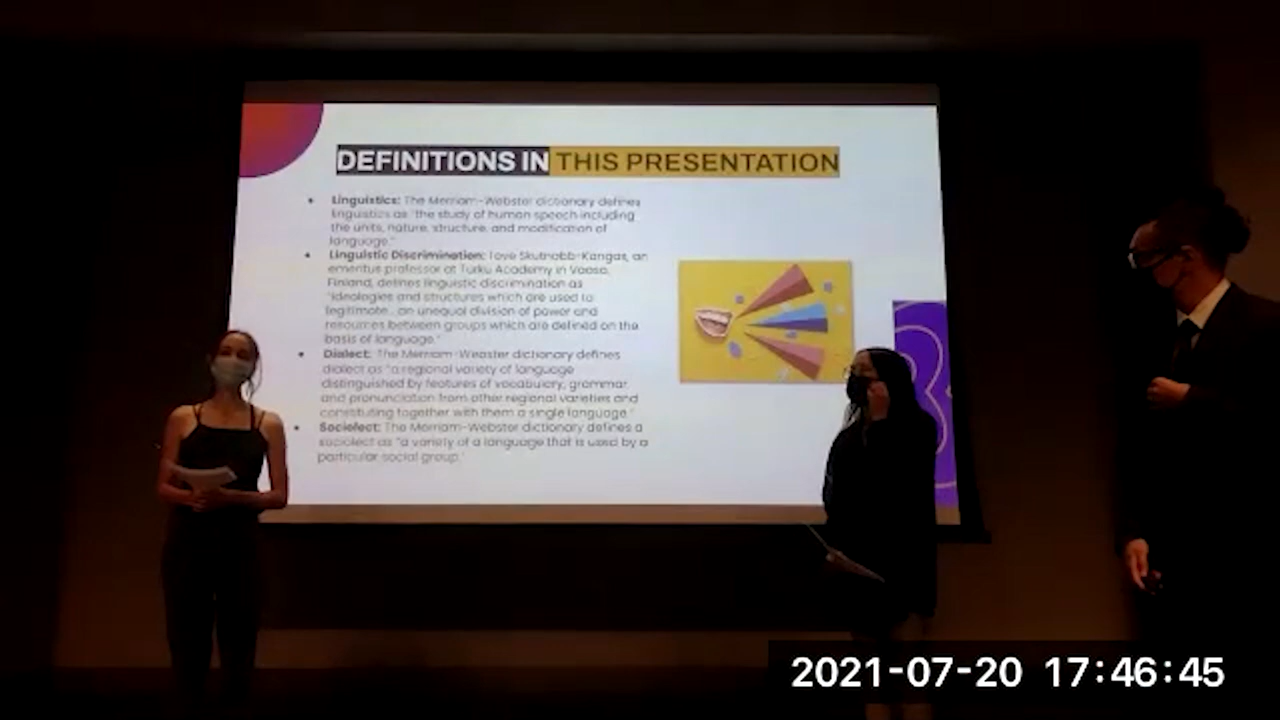 DEFINITIONS IN THIS PRESENTATION
• Linguistics: The Merriam-Webster dictionary defines
linguistics as "the study of human speech including
the units, nature, structure, and modification of
language."
• Linguistic Discrimination: Tove Skutnabb-Kangas, an
emeritus professor at Turku Academy in Vaasa,
Finland, defines linguistic discrimination as
"ideologies and structures which are used to
legitimate.. an unequal division of power and
resources between groups which are defined on the
basis of language."
• Dialect: The Merriam-Webster dictionary defines
dialect as "a regional variety of language
distinguished by features of vocabulary, grammar,
and pronunciation from other regional varieties and
constituting together with them a single language."
• Sociolect: The Merriam-Webster dictionary defines a
sociolect as "a variety of a language that is used by a
particular social group."
2021-07-20 17:46:45